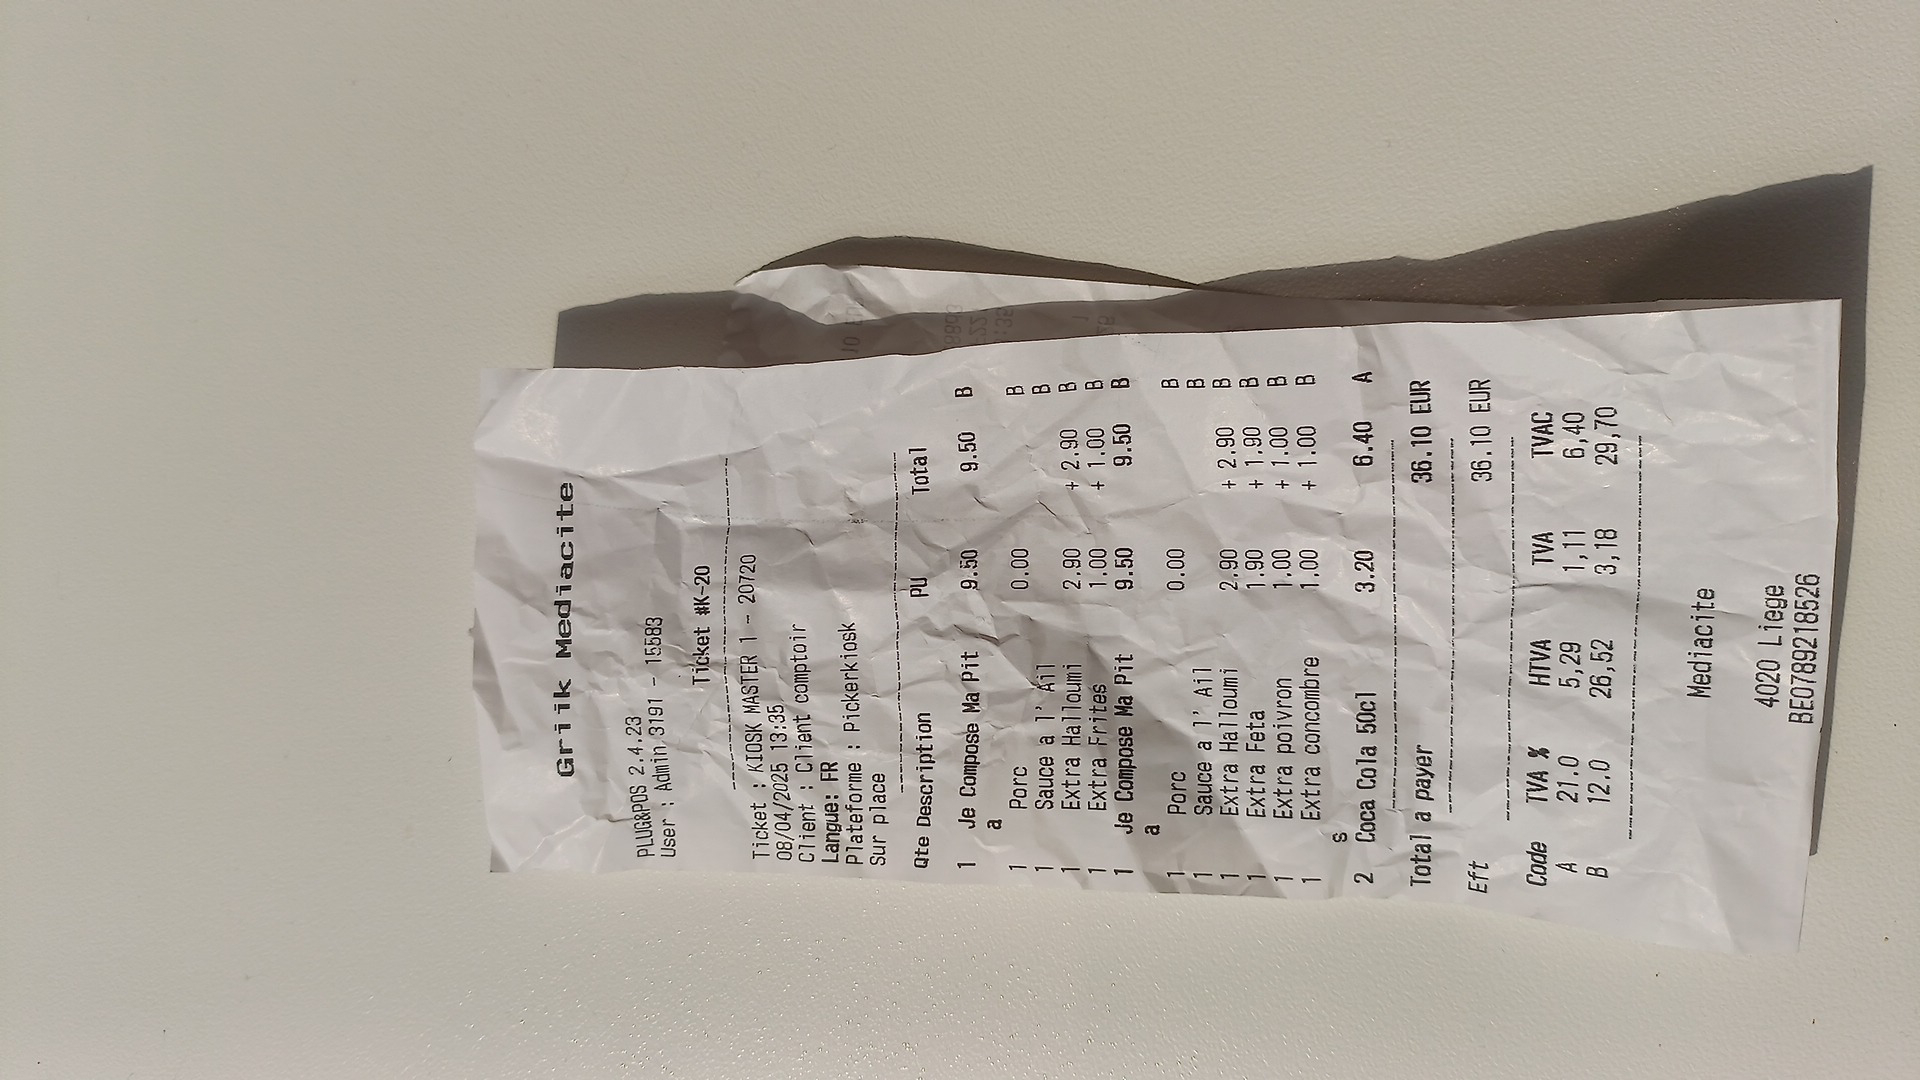 Griik Mediacite
PLUG&POS 2.4.23
User : Admin 3191 - 15583
Ticket #K-20
Ticket : KIOSK MASTER 1 - 20720
08/04/2025 13:35
Client : Client comptoir
Langue: FR
Plateforme : Pickerkiosk
Sur place
Qte Description PU Total
1 Je Compose Ma Pit 9.50 9.50 B
a
1 Porc 0.00 B
1 Sauce a l'Ail B
1 Extra Halloumi 2.90 + 2.90 B
1 Extra Frites 1.00 + 1.00 B
1 Je Compose Ma Pit 9.50 9.50 B
a
1 Porc 0.00 B
1 Sauce a l'Ail B
1 Extra Halloumi 2.90 + 2.90 B
1 Extra Feta 1.90 + 1.90 B
1 Extra poivron 1.00 + 1.00 B
1 Extra concombre 1.00 + 1.00 B
s
2 Coca Cola 50cl 3.20 6.40 A
Total a payer 36.10 EUR
Eft 36.10 EUR
Code TVA % HTVA TVA TVAC
A 21.0 5,29 1,11 6,40
B 12.0 26,52 3,18 29,70
Mediacite
4020 Liege
BE0789218526